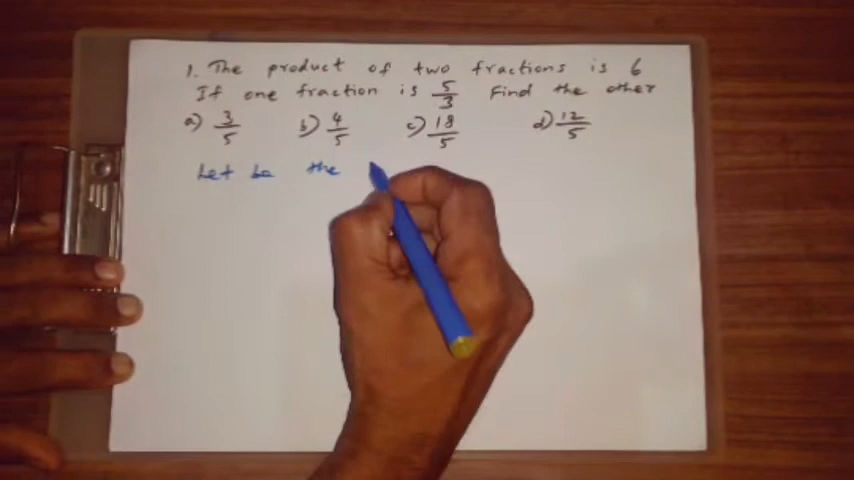 1. The product of two fractions is 6
If one fraction is 5/3 Find the other
a) 3/5 b) 4/5 c) 18/5 d) 12/5
Let be the